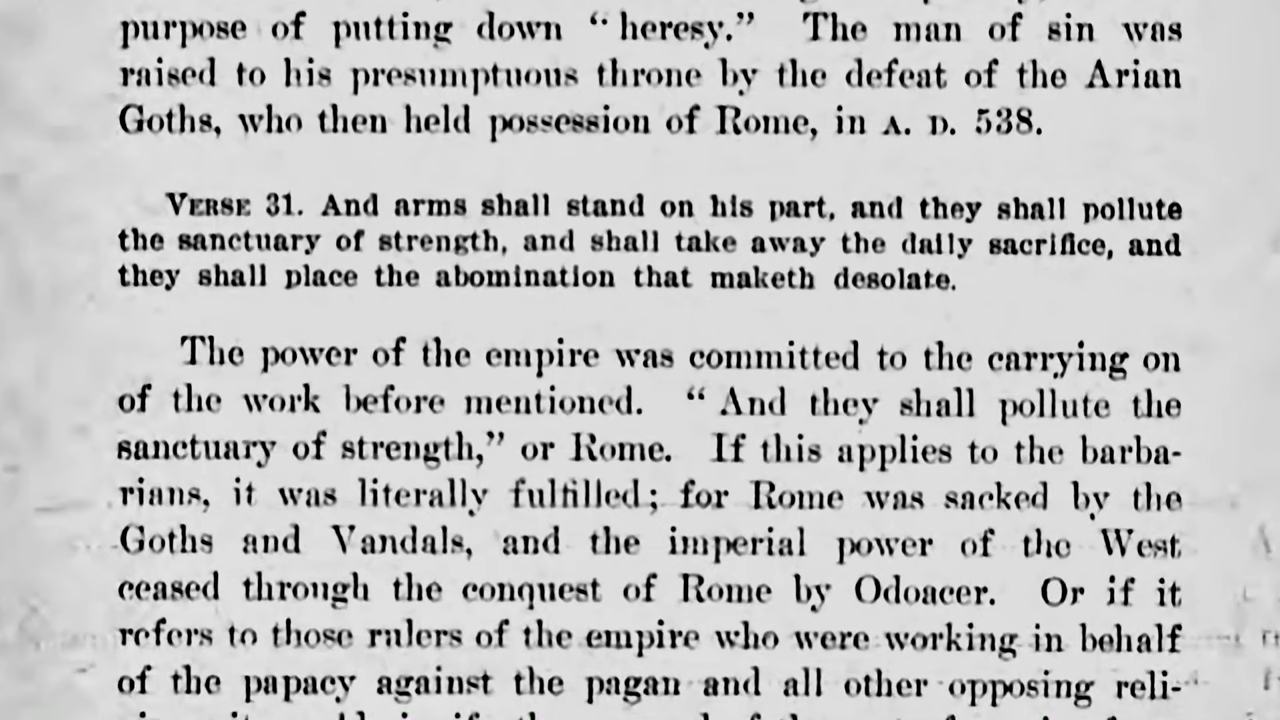 purpose of putting down “heresy.” The man of sin was
raised to his presumptuous throne by the defeat of the Arian
Goths, who then held possession of Rome, in A. D. 538.
VERSE 31. And arms shall stand on his part, and they shall pollute
the sanctuary of strength, and shall take away the daily sacrifice, and
they shall place the abomination that maketh desolate.
The power of the empire was committed to the carrying on
of the work before mentioned. “And they shall pollute the
sanctuary of strength,” or Rome. If this applies to the barba-
rians, it was literally fulfilled; for Rome was sacked by the
Goths and Vandals, and the imperial power of the West
ceased through the conquest of Rome by Odoacer. Or if it
refers to those rulers of the empire who were working in behalf
of the papacy against the pagan and all other opposing reli-